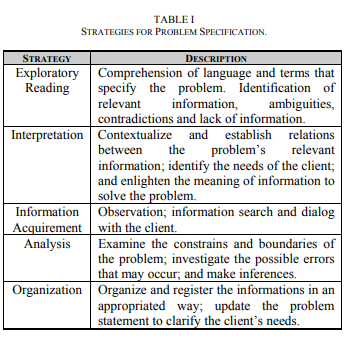 TABLE I
STRATEGIES FOR PROBLEM SPECIFICATION.
STRATEGY DESCRIPTION
Exploratory Comprehension of language and terms that
Reading specify the problem. Identification of
relevant information, ambiguities,
contradictions and lack of information.
Interpretation Contextualize and establish relations
between the problem's relevant
information; identify the needs of the client;
and enlighten the meaning of information to
solve the problem.
Information Observation; information search and dialog
Acquirement with the client.
Analysis Examine the constrains and boundaries of
the problem; investigate the possible errors
that may occur; and make inferences.
Organization Organize and register the informations in an
appropriated way; update the problem
statement to clarify the client's needs.